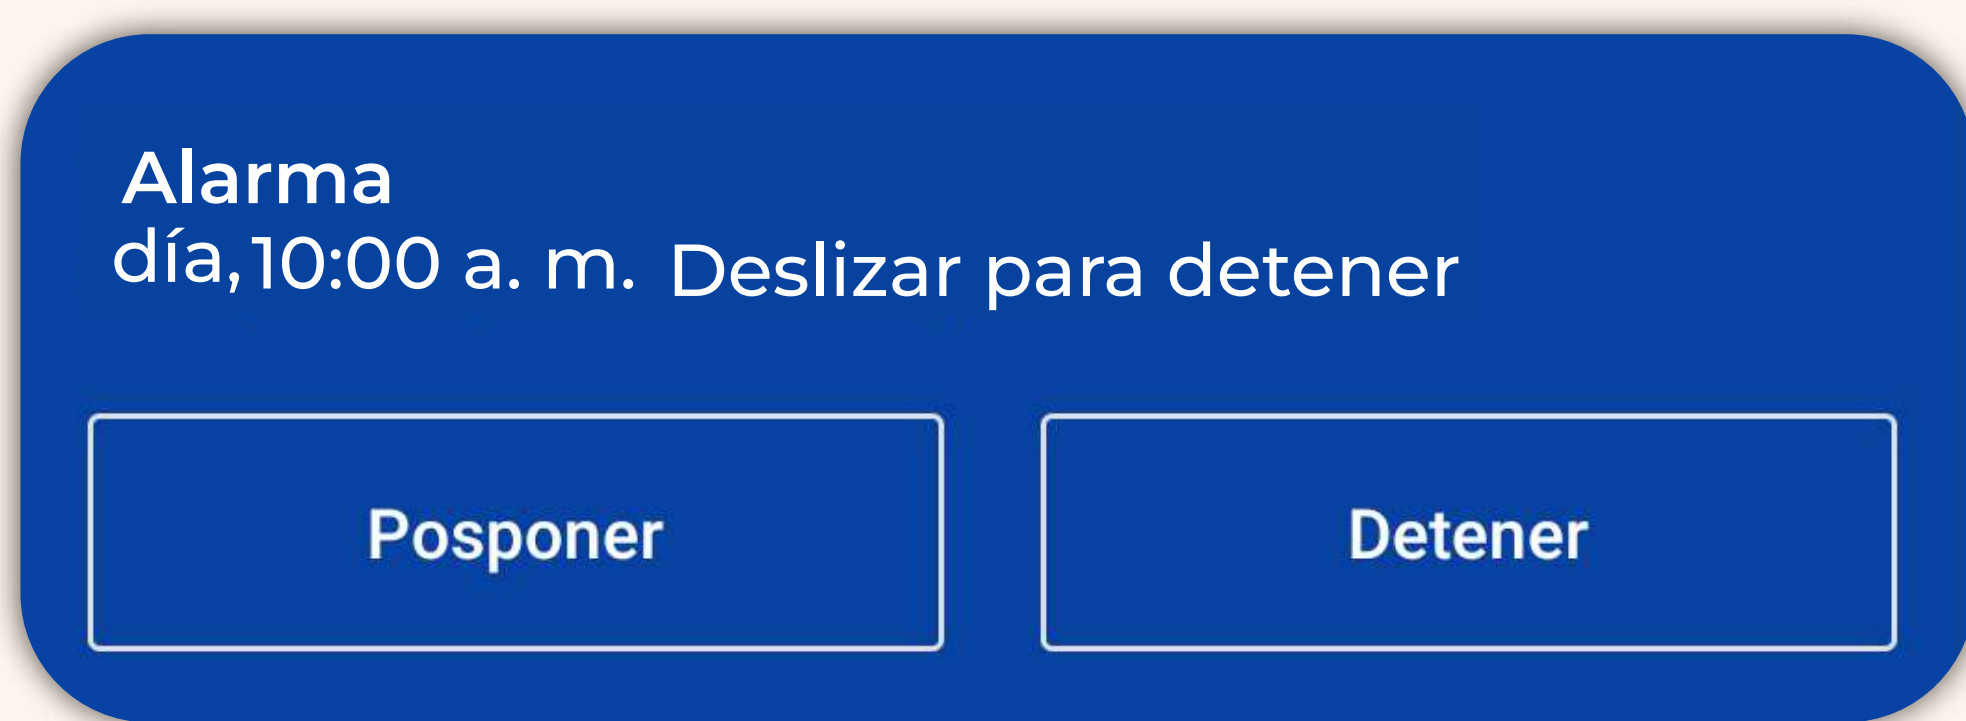 Alarma
día, 10:00 a. m. Deslizar para detener
Posponer
Detener